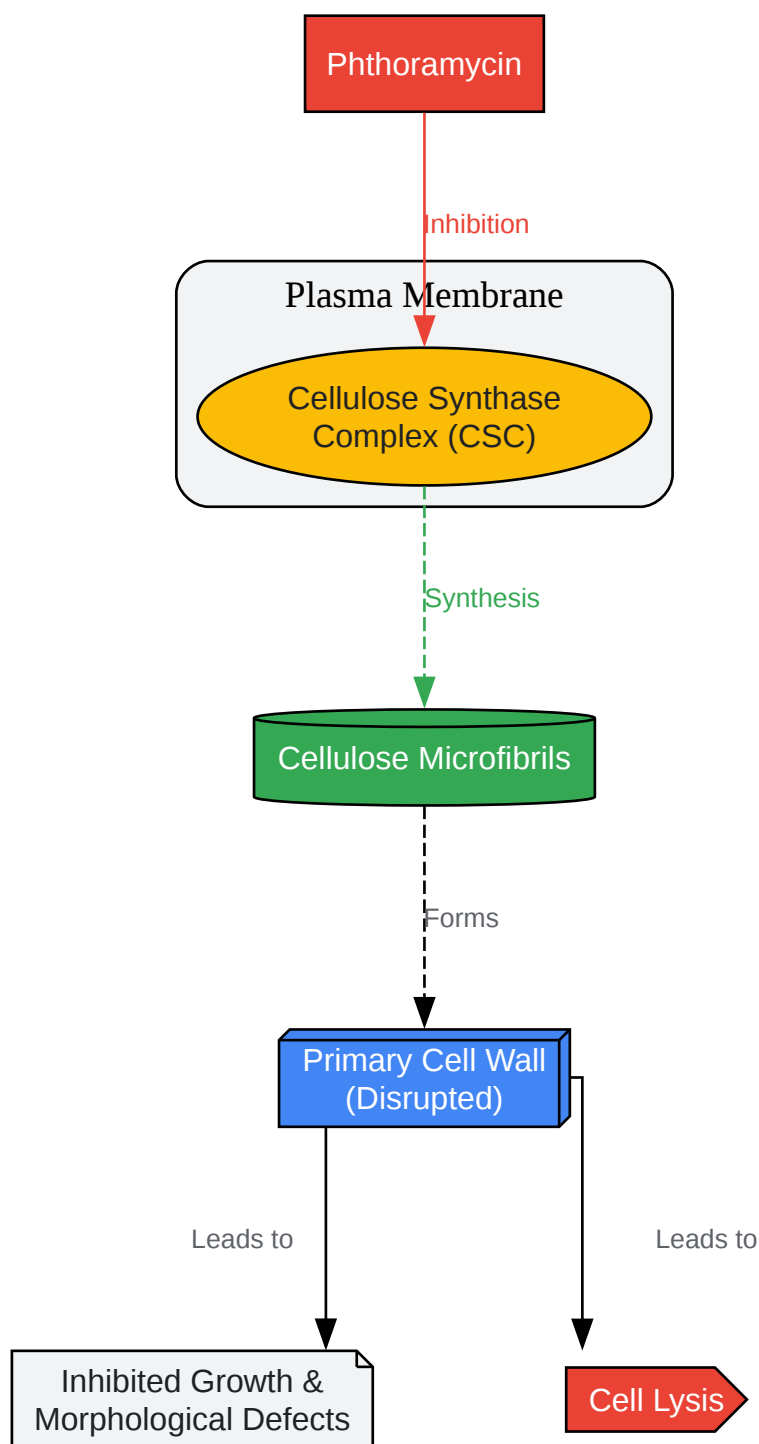 Phthoramycin
Inhibition
Plasma Membrane
Cellulose Synthase
Complex (CSC)
Synthesis
Cellulose Microfibrils
Forms
Primary Cell Wall
(Disrupted)
Leads to
Leads to
Inhibited Growth &
Morphological Defects
Cell Lysis